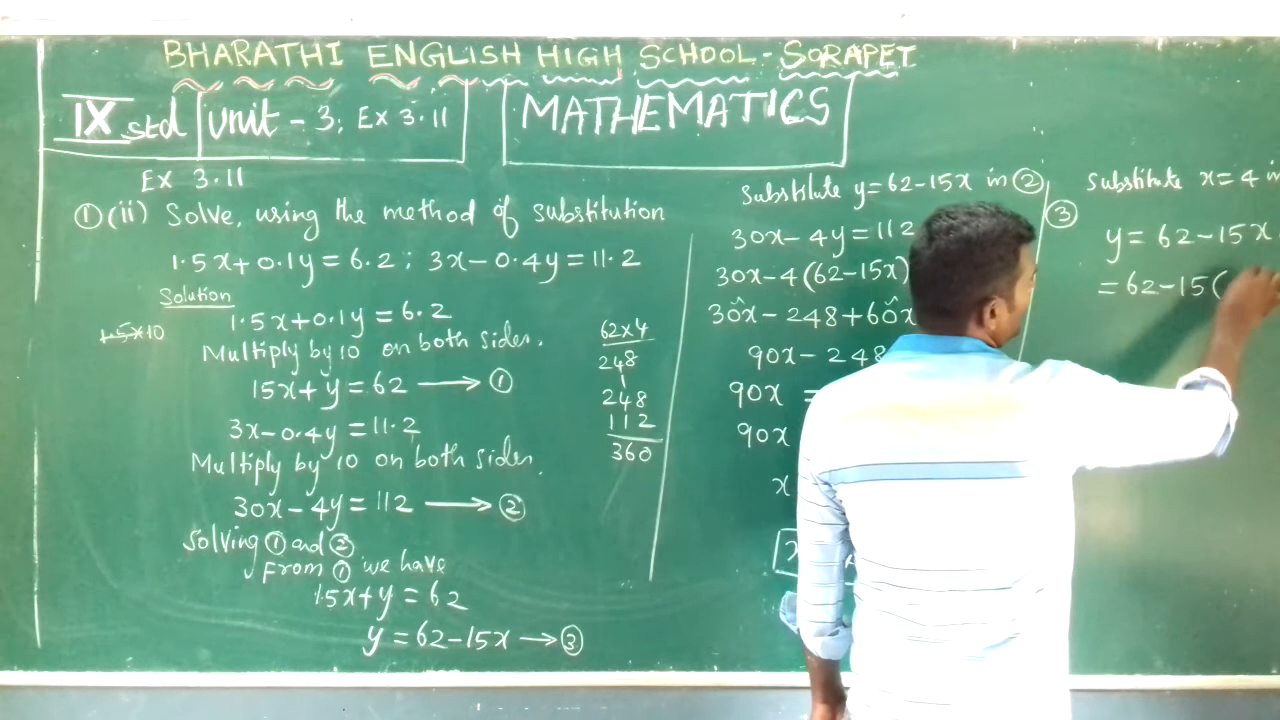 BHARATHI ENGLISH HIGH SCHOOL - SORAPET
IX std Unit - 3; Ex 3.11
MATHEMATICS
Ex 3.11
① (ii) Solve, using the method of substitution
1.5x+0.1y=6.2; 3x-0.4y=11.2
Solution
1.5x+0.1y=6.2
Multiply by 10 on both sides.
15x+y=62 → ①
3x-0.4y=11.2
Multiply by 10 on both sides.
30x-4y=112 → ②
Solving ① and ②
From ① we have
15x+y=62
y=62-15x → ③
62x4
248
248
112
360
Substitute y=62-15x in ②
30x-4y=112
30x-4(62-15x)
30x-248+60x
90x-248
90x =
90x
x
Substitute x=4 in
③
y=62-15x
=62-15(